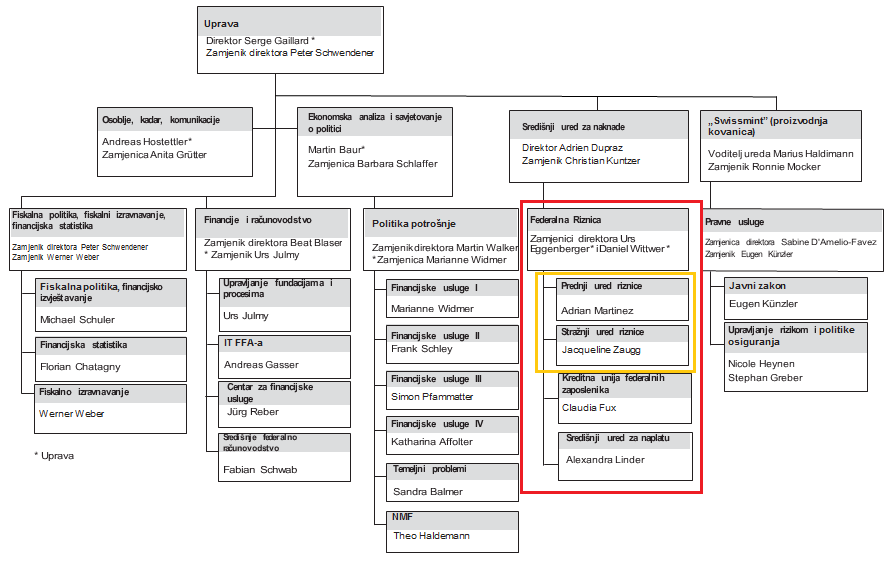 Uprava
Direktor Serge Gaillard *
Zamjenik direktora Peter Schwendener
Osoblje, kadar, komunikacije
Andreas Hostettler*
Zamjenica Anita Grütter
Ekonomska analiza i savjetovanje
o politici
Martin Baur*
Zamjenica Barbara Schlaffer
Središnji ured za naknade
Direktor Adrien Dupraz
Zamjenik Christian Kuntzer
„Swissmint” (proizvodnja
kovanica)
Voditelj ureda Marius Haldimann
Zamjenik Ronnie Mocker
Fiskalna politika, fiskalni izravnavanje,
financijska statistika
Zamjenik direktora Peter Schwendener
Zamjenik Werner Weber
Fiskalna politika, financijsko
izvještavanje
Michael Schuler
Financijska statistika
Florian Chatagny
Fiskalno izravnavanje
Werner Weber
* Uprava
Financije i računovodstvo
Zamjenik direktora Beat Blaser
* Zamjenik Urs Julmy
Upravljanje fundacijama i
procesima
Urs Julmy
IT FFA-a
Andreas Gasser
Centar za financijske
usluge
Jürg Reber
Središnje federalno
računovodstvo
Fabian Schwab
Politika potrošnje
Zamjenik direktora Martin Walker
*Zamjenica Marianne Widmer
Financijske usluge I
Marianne Widmer
Financijske usluge II
Frank Schley
Financijske usluge III
Simon Pfammatter
Financijske usluge IV
Katharina Affolter
Temeljni problemi
Sandra Balmer
NMF
Theo Haldemann
Federalna Riznica
Zamjenici direktora Urs
Eggenberger* iDaniel Wittwer *
Prednji ured riznice
Adrian Martinez
Stražnji ured riznice
Jacqueline Zaugg
Kreditna unija federalnih
zaposlenika
Claudia Fux
Središnji ured za naplatu
Alexandra Linder
Pravne usluge
Zamjenica direktora Sabine D'Amelio-Favez
Zamjenik Eugen Künzler
Javni zakon
Eugen Künzler
Upravljanje rizikom i politike
osiguranja
Nicole Heynen
Stephan Greber